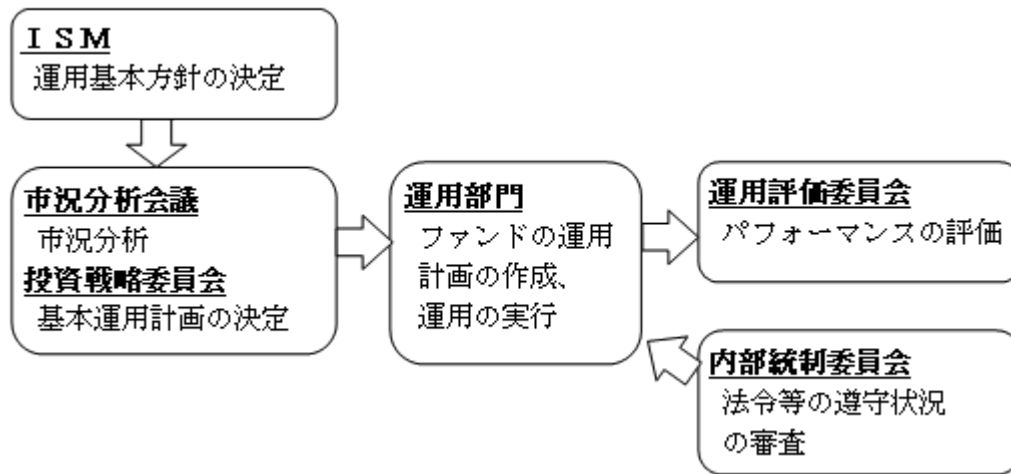 ＩＳＭ
運用基本方針の決定
市況分析会議
市況分析
投資戦略委員会
基本運用計画の決定
運用部門
ファンドの運用
計画の作成、
運用の実行
運用評価委員会
パフォーマンスの評価
内部統制委員会
法令等の遵守状況
の審査